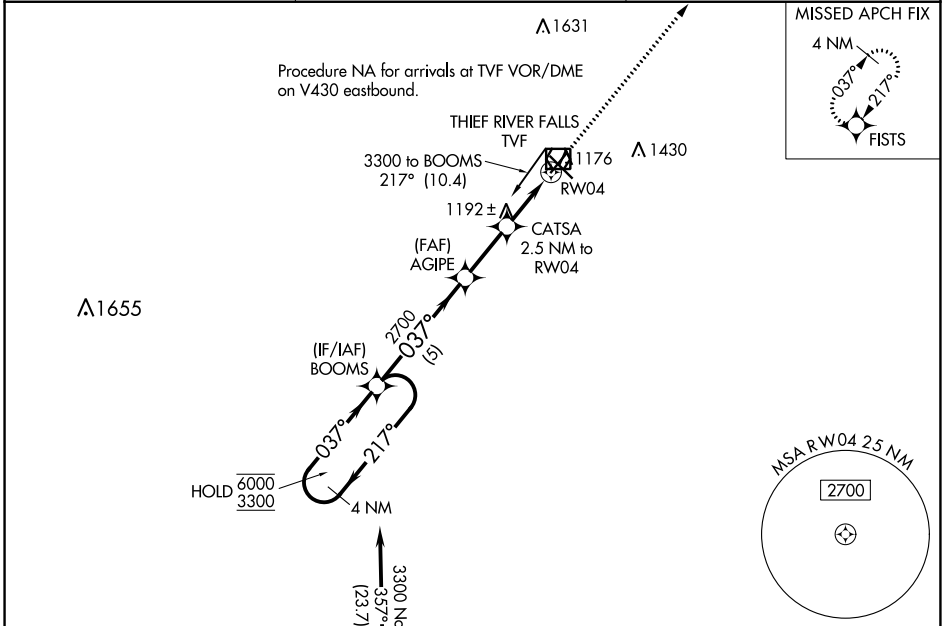 MISSED APCH FIX
4 NM
037°
217°
FISTS
1631
Procedure NA for arrivals at TVF VOR/DME
on V430 eastbound.
THIEF RIVER FALLS
TVF
1176
1430
3300 to BOOMS
217° (10.4)
RW04
1192 ±
CATSA
2.5 NM to
RW04
(FAF)
AGIPE
1655
2700
037°
(5)
(IF/IAF)
BOOMS
037°
217°
HOLD 6000
3300
4 NM
MSA RW04 25 NM
2700
3300
357°
(23.7)